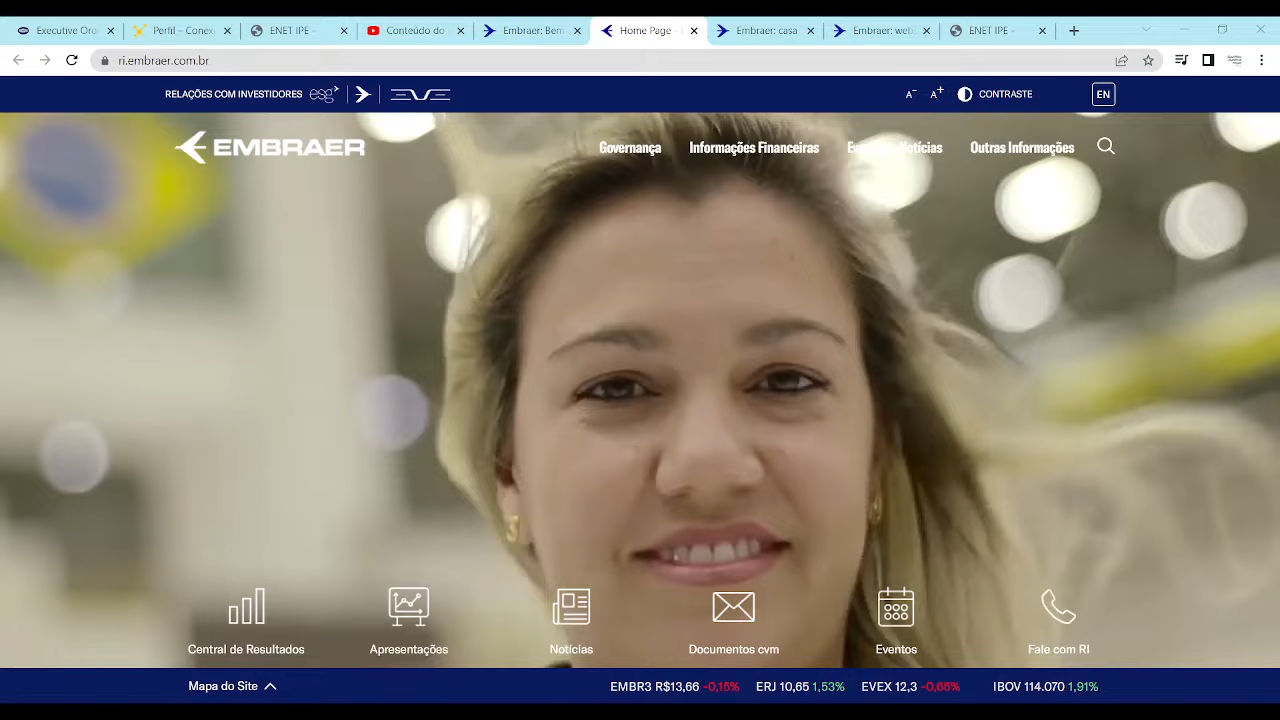 Executive Ord
Perfil – Conex
ENET IPE -
Conteúdo do
Embraer: Bem
Home Page -
Embraer: casa
Embraer: web
ENET IPE -
ri.embraer.com.br
RELAÇÕES COM INVESTIDORES esg EVE A- A+ CONTRASTE EN
EMBRAER
Governança Informações Financeiras Eventos e Notícias Outras Informações
Central de Resultados Apresentações Notícias Documentos cvm Eventos Fale com RI
Mapa do Site EMBR3 R$13,66 -0,15% ERJ 10,65 1,53% EVEX 12,3 -0,65% IBOV 114.070 1,91%